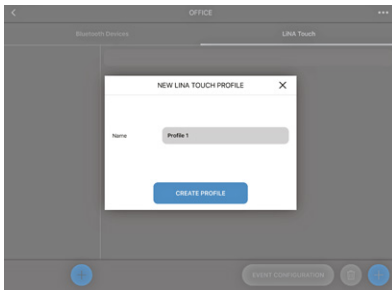 OFFICE
Bluetooth Devices
LINA Touch
NEW LINA TOUCH PROFILE
Name
Profile 1
CREATE PROFILE
EVENT CONFIGURATION